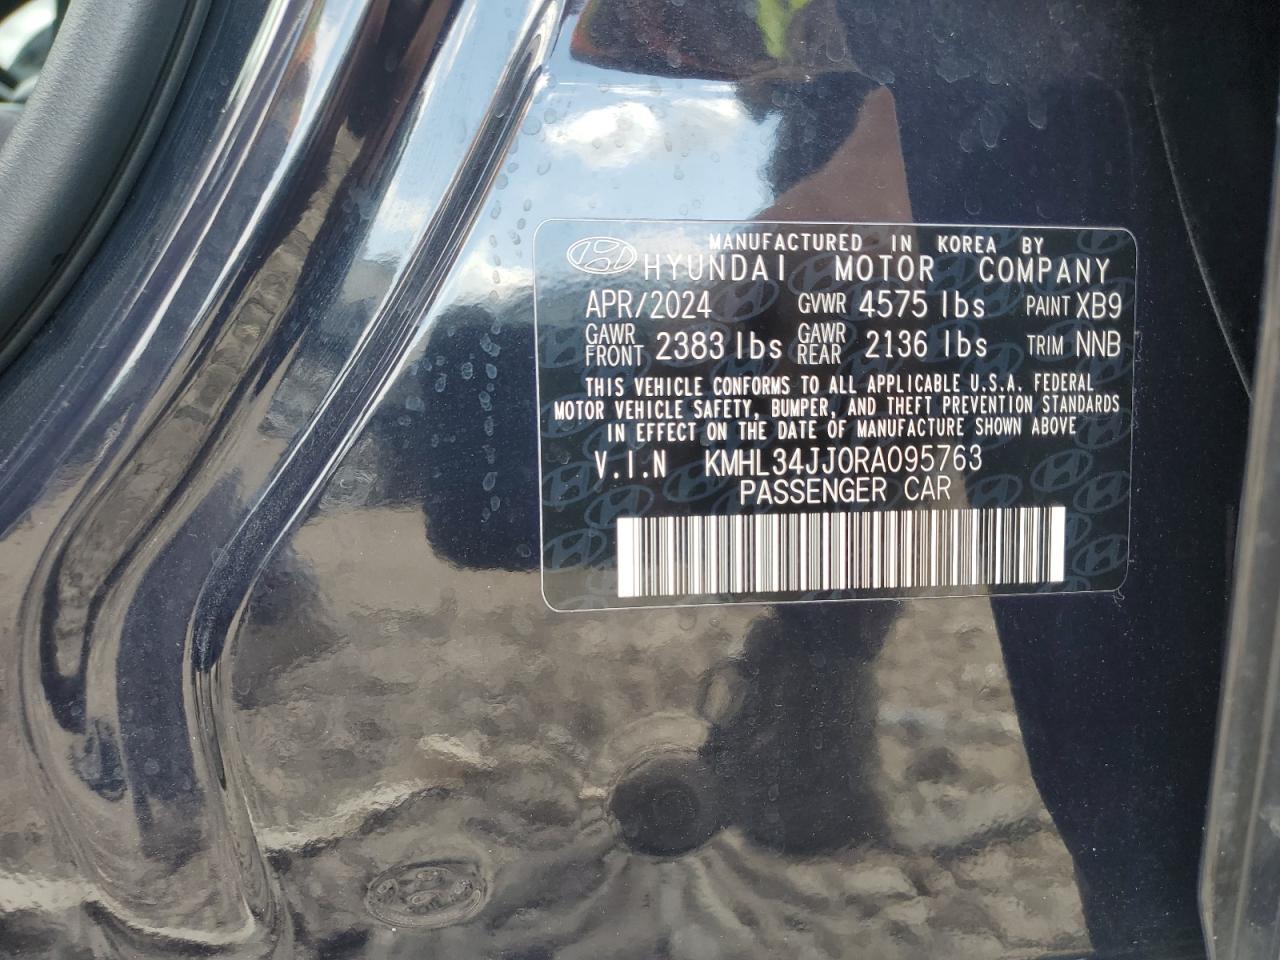 MANUFACTURED IN KOREA BY
HYUNDAI MOTOR COMPANY
APR/2024 GVWR 4575 lbs PAINT XB9
GAWR FRONT 2383 lbs GAWR REAR 2136 lbs TRIM NNB
THIS VEHICLE CONFORMS TO ALL APPLICABLE U.S.A. FEDERAL
MOTOR VEHICLE SAFETY, BUMPER, AND THEFT PREVENTION STANDARDS
IN EFFECT ON THE DATE OF MANUFACTURE SHOWN ABOVE
V.I.N KMHL34JJ0RA095763
PASSENGER CAR